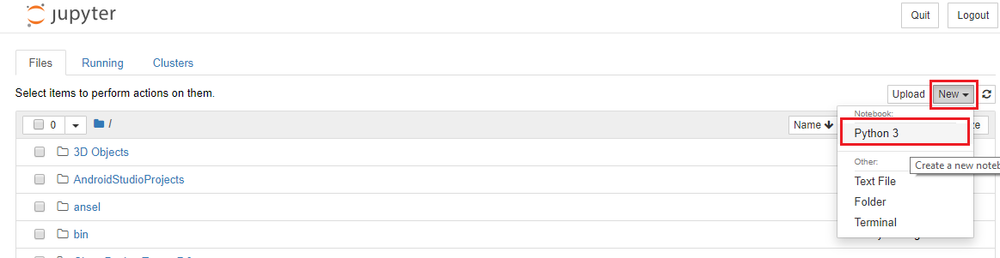 jupyter
Quit Logout
Files Running Clusters
Select items to perform actions on them.
Upload New
0 /
Name
Notebook:
Python 3
3D Objects
Other:
Create a new noteb
AndroidStudioProjects
Text File
ansel
Folder
bin
Terminal